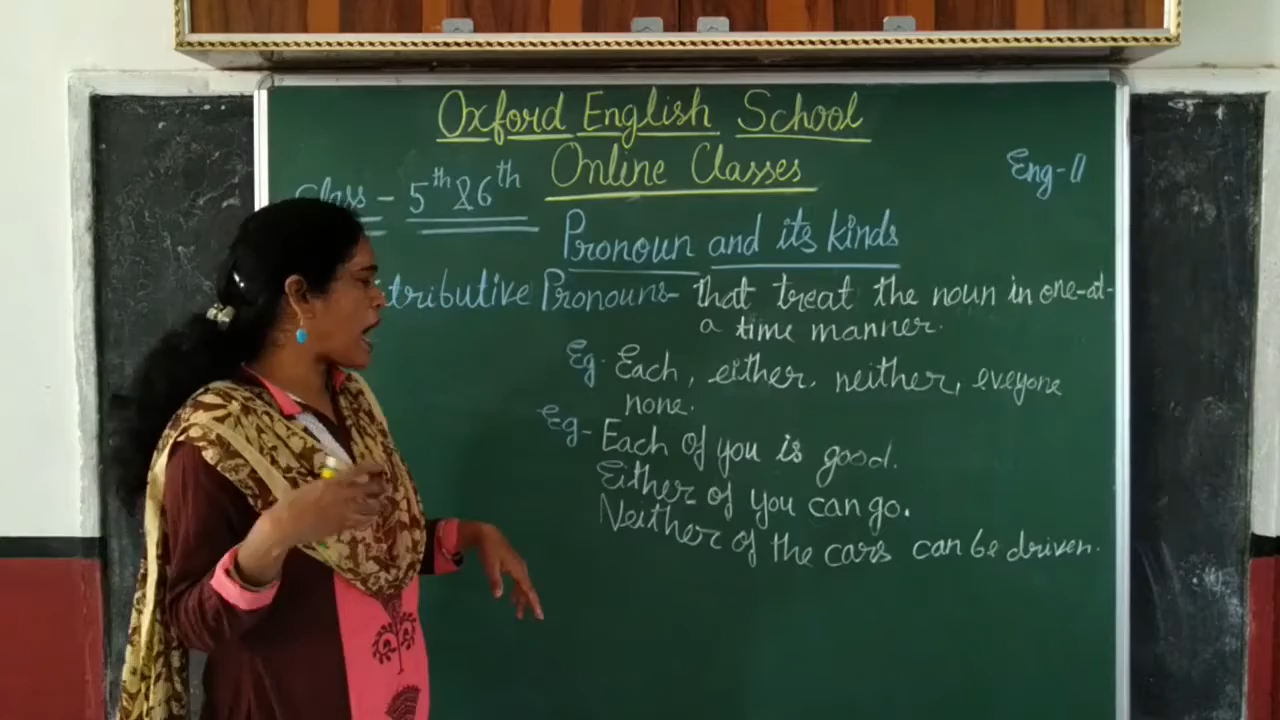 Oxford English School
Online Classes
Class - 5th & 6th
Eng-II
Pronoun and its kinds
tributive Pronouns - that treat the noun in one-at-
a time manner.
Eg. Each, either, neither, eveyone
none.
Eg- Each of you is good.
Either of you can go.
Neither of the cars can be driven.